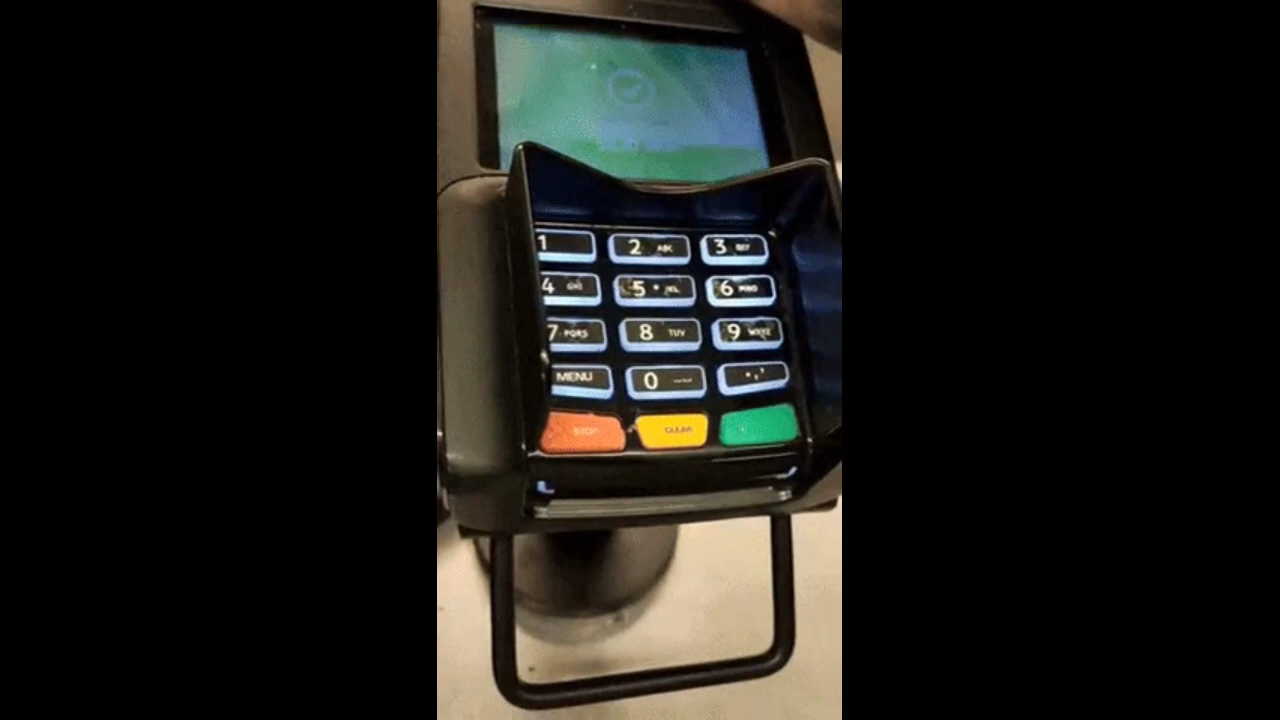 1 2 ABC 3 DEF
4 GHI 5 JKL 6 MNO
7 PQRS 8 TUV 9 WXYZ
MENU 0 . , '
STOP CLEAR